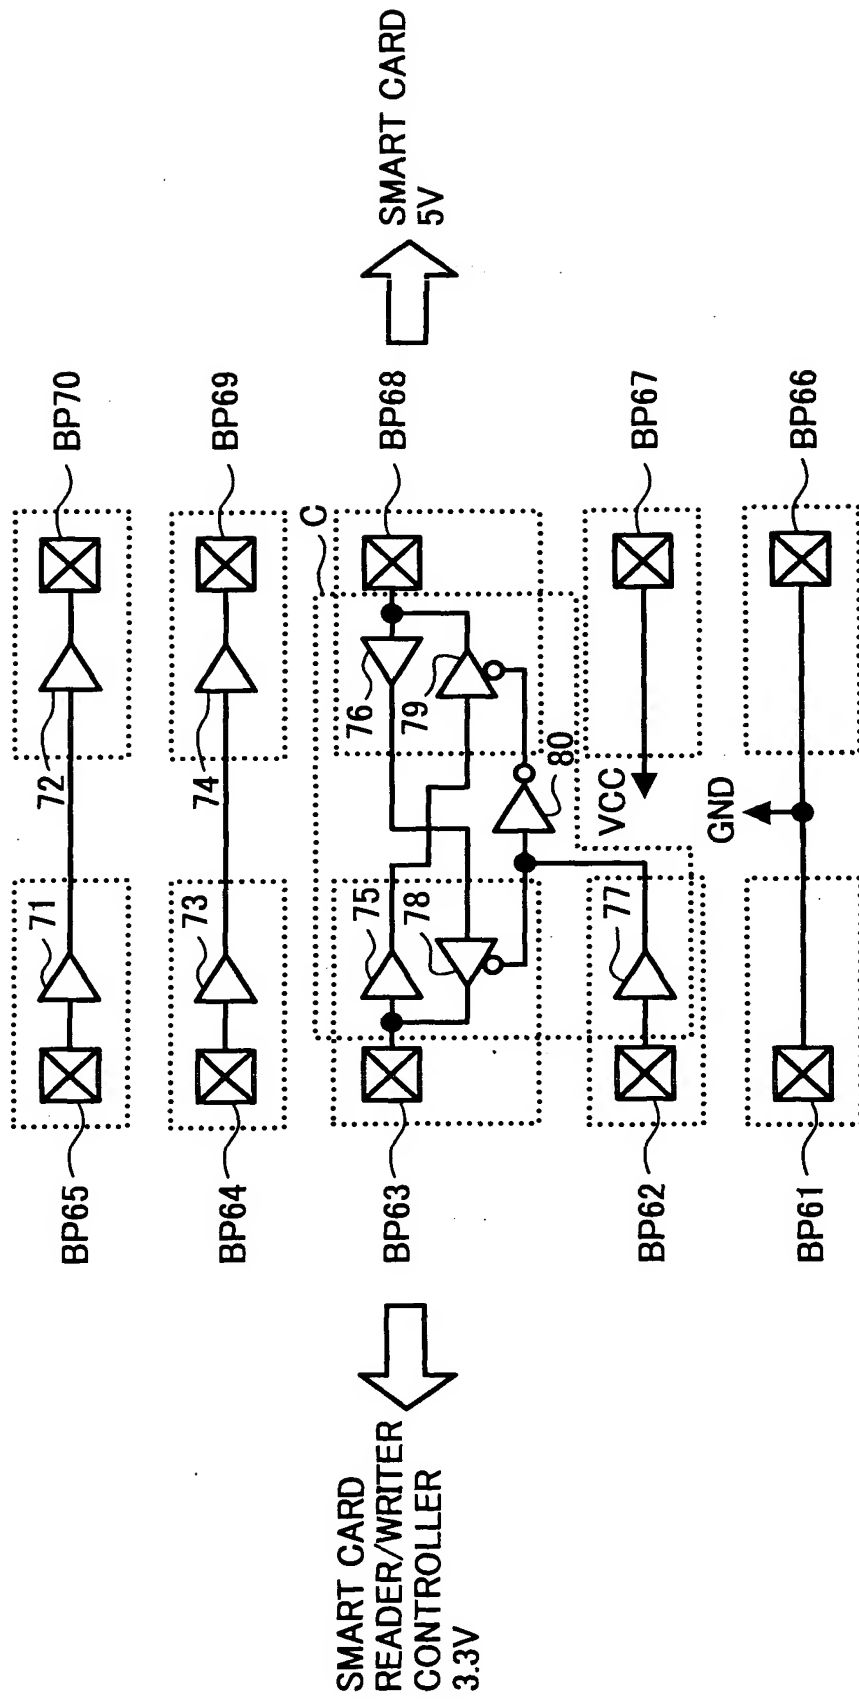 SMART CARD
READER/WRITER
CONTROLLER
3.3V
SMART CARD
5V
BP65
71
72
BP70
BP64
73
74
BP69
BP63
75
76
C
BP68
78
79
80
BP62
77
VCC
BP67
BP61
GND
BP66